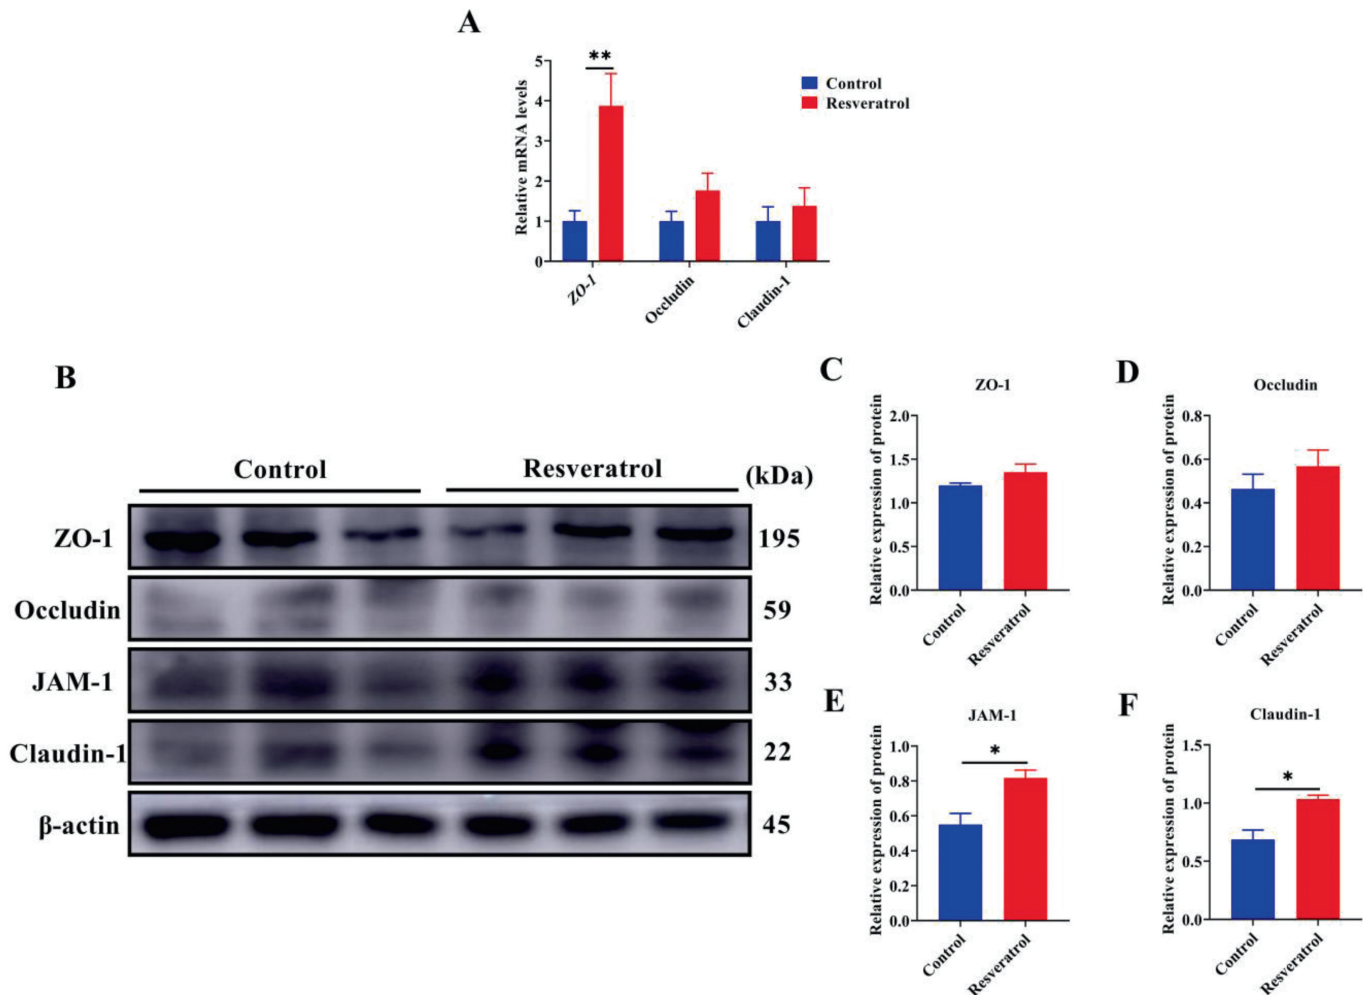 A
**
5
4
3
2
1
0
Relative mRNA levels
Control
Resveratrol
ZO-1
Occludin
Claudin-1
B
Control
Resveratrol
(kDa)
ZO-1
195
Occludin
59
JAM-1
33
Claudin-1
22
β-actin
45
C
ZO-1
Relative expression of protein
2.0
1.5
1.0
0.5
0.0
Control
Resveratrol
D
Occludin
Relative expression of protein
0.8
0.6
0.4
0.2
0.0
Control
Resveratrol
E
JAM-1
Relative expression of protein
1.0
0.8
0.6
0.4
0.2
0.0
*
Control
Resveratrol
F
Claudin-1
Relative expression of protein
1.5
1.0
0.5
0.0
*
Control
Resveratrol